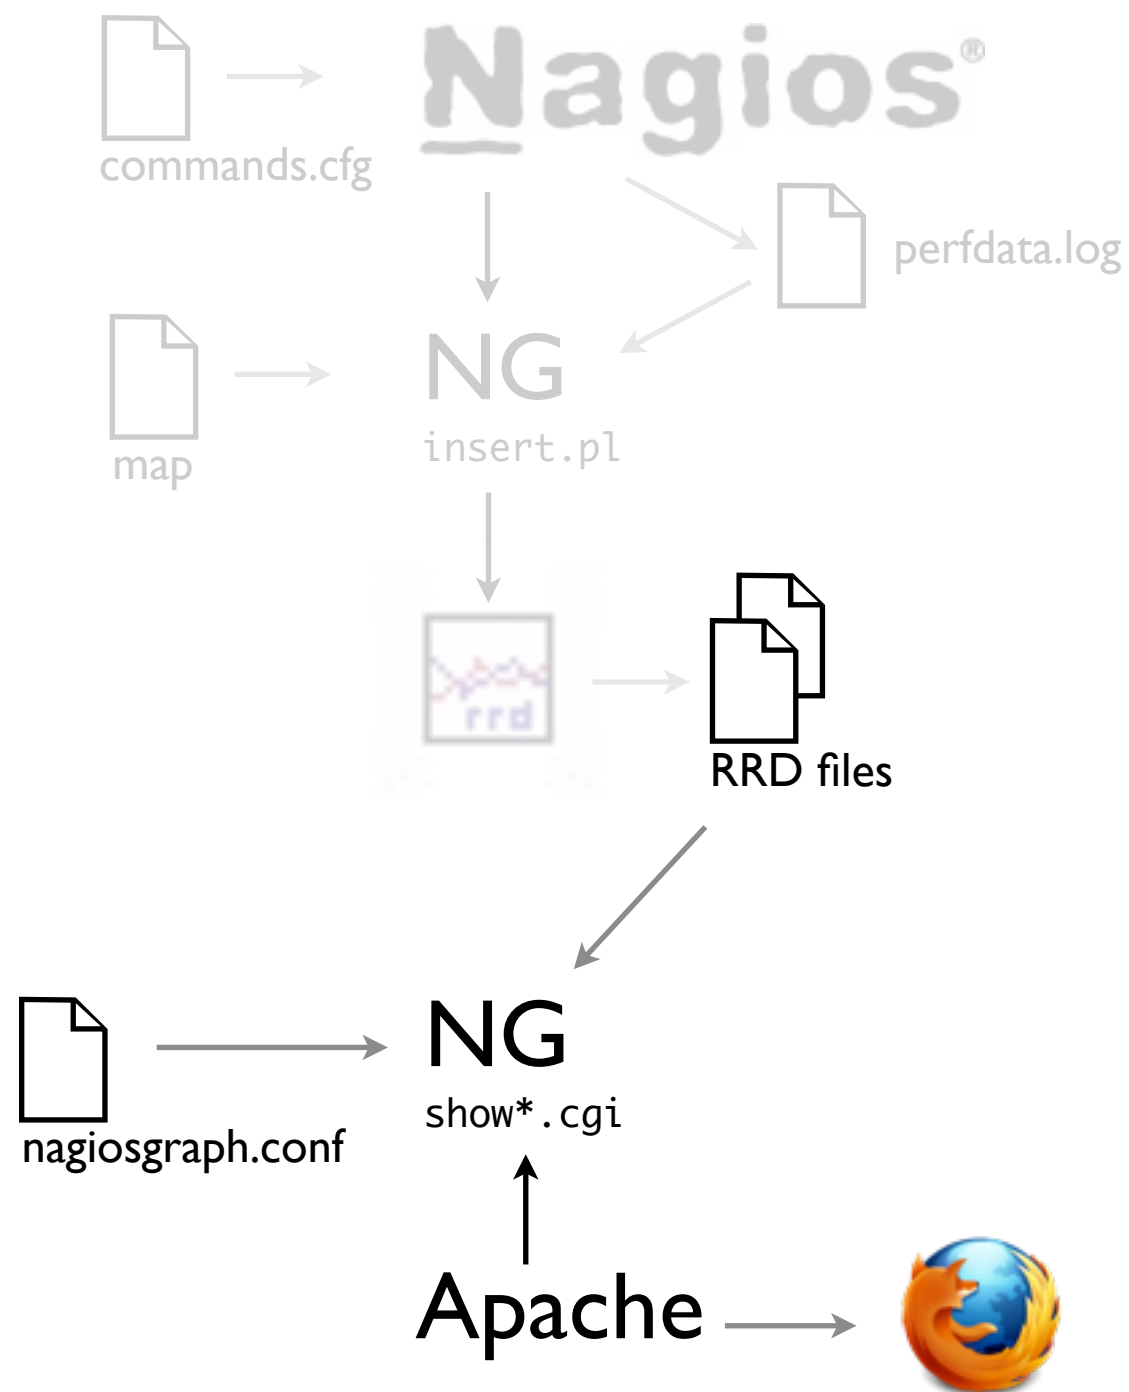 Nagios®
commands.cfg
perfdata.log
NG
insert.pl
map
rrd
RRD files
NG
show*.cgi
nagiosgraph.conf
Apache